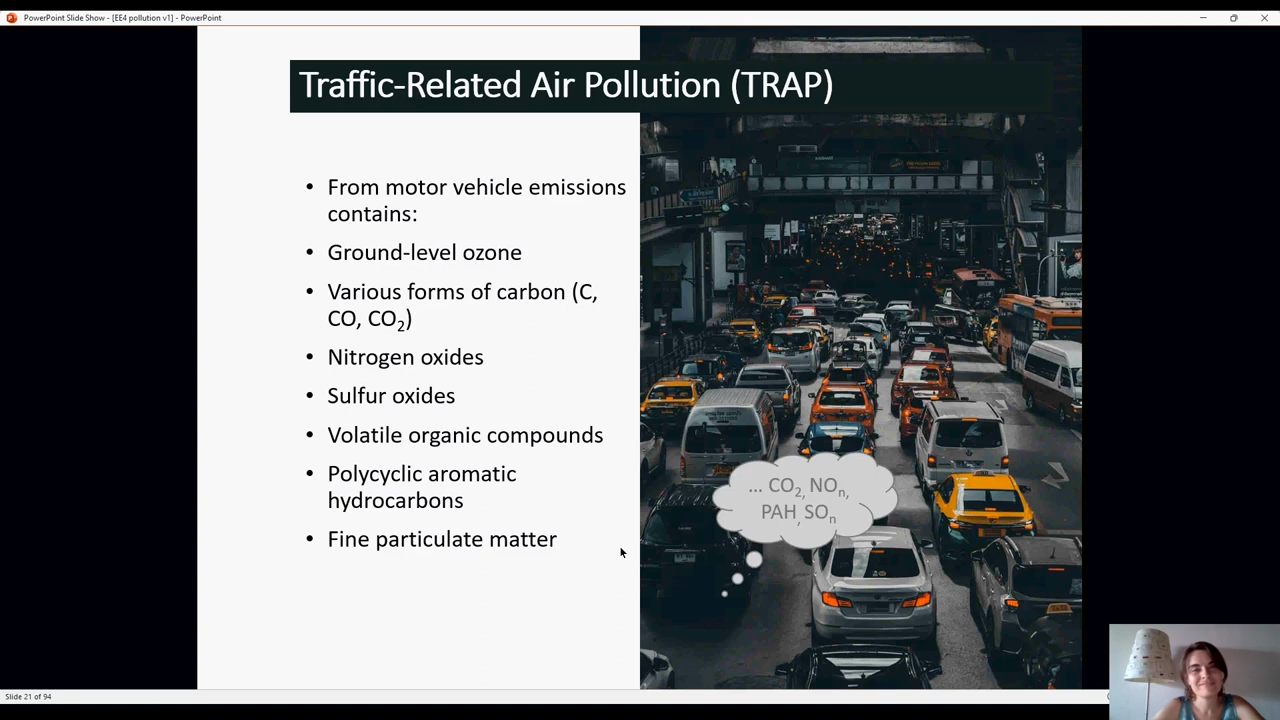 PowerPoint Slide Show - [EE4 pollution v1] - PowerPoint
Traffic-Related Air Pollution (TRAP)
• From motor vehicle emissions
contains:
• Ground-level ozone
• Various forms of carbon (C,
CO, CO₂)
• Nitrogen oxides
• Sulfur oxides
• Volatile organic compounds
• Polycyclic aromatic
hydrocarbons
• Fine particulate matter
... CO₂, NOₙ,
PAH, SOₙ
Slide 21 of 94